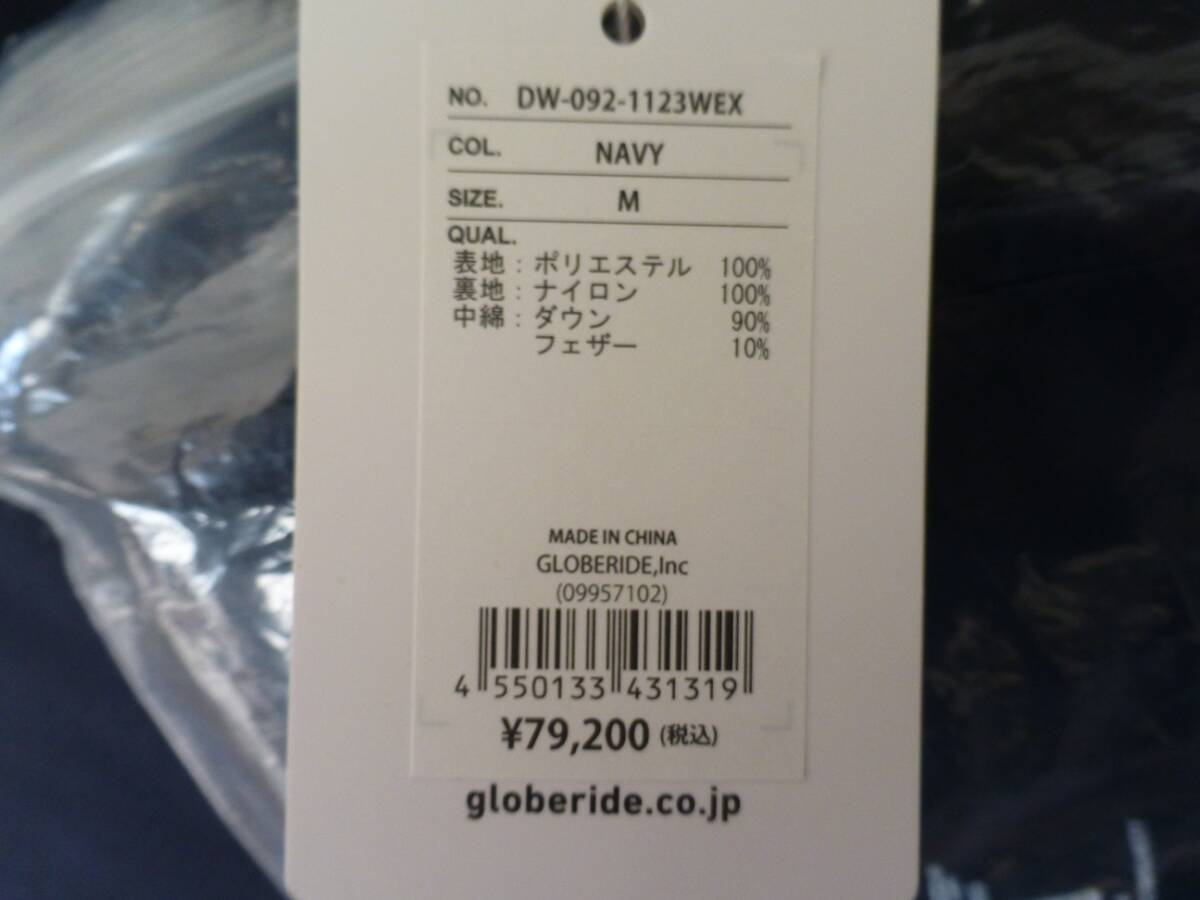 NO. DW-092-1123WEX
COL. NAVY
SIZE. M
QUAL.
表地：ポリエステル 100%
裏地：ナイロン 100%
中綿：ダウン 90%
フェザー 10%
MADE IN CHINA
GLOBERIDE,Inc
(09957102)
4 550133 431319
¥79,200 (税込)
globeride.co.jp